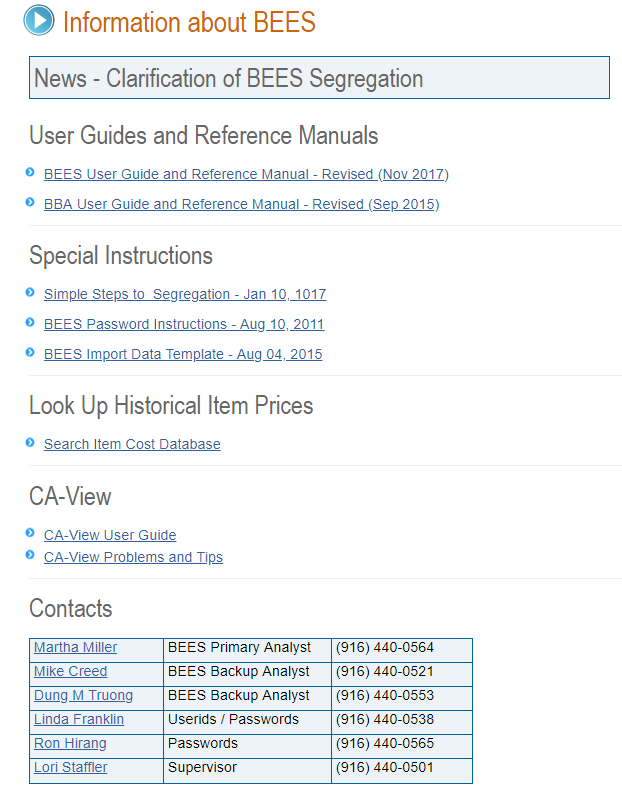 Information about BEES
News - Clarification of BEES Segregation
User Guides and Reference Manuals
BEES User Guide and Reference Manual - Revised (Nov 2017)
BBA User Guide and Reference Manual - Revised (Sep 2015)
Special Instructions
Simple Steps to  Segregation - Jan 10, 1017
BEES Password Instructions - Aug 10, 2011
BEES Import Data Template - Aug 04, 2015
Look Up Historical Item Prices
Search Item Cost Database
CA-View
CA-View User Guide
CA-View Problems and Tips
Contacts
Martha Miller BEES Primary Analyst (916) 440-0564
Mike Creed BEES Backup Analyst (916) 440-0521
Dung M Truong BEES Backup Analyst (916) 440-0553
Linda Franklin Userids / Passwords (916) 440-0538
Ron Hirang Passwords (916) 440-0565
Lori Staffler Supervisor (916) 440-0501